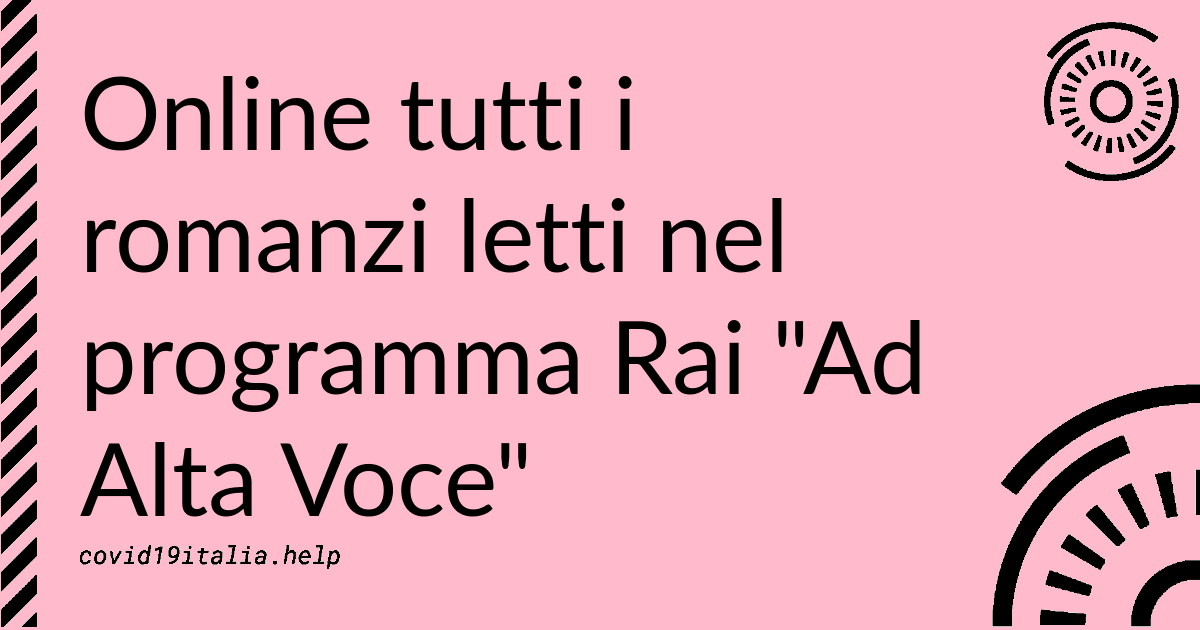 Online tutti i
romanzi letti nel
programma Rai "Ad
Alta Voce"
covid19italia.help